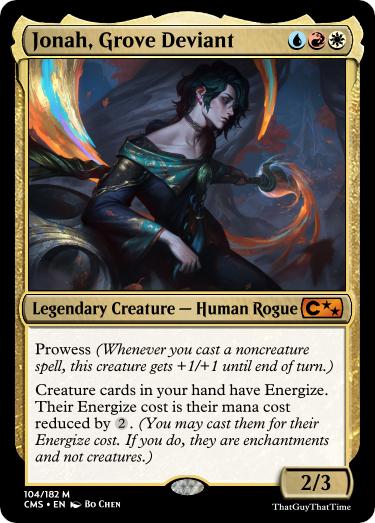 Jonah, Grove Deviant
Legendary Creature — Human Rogue
C
Prowess (Whenever you cast a noncreature
spell, this creature gets +1/+1 until end of turn.)
Creature cards in your hand have Energize.
Their Energize cost is their mana cost
reduced by 2. (You may cast them for their
Energize cost. If you do, they are enchantments
and not creatures.)
2/3
104/182 M
CMS • EN Bo Chen
ThatGuyThatTime